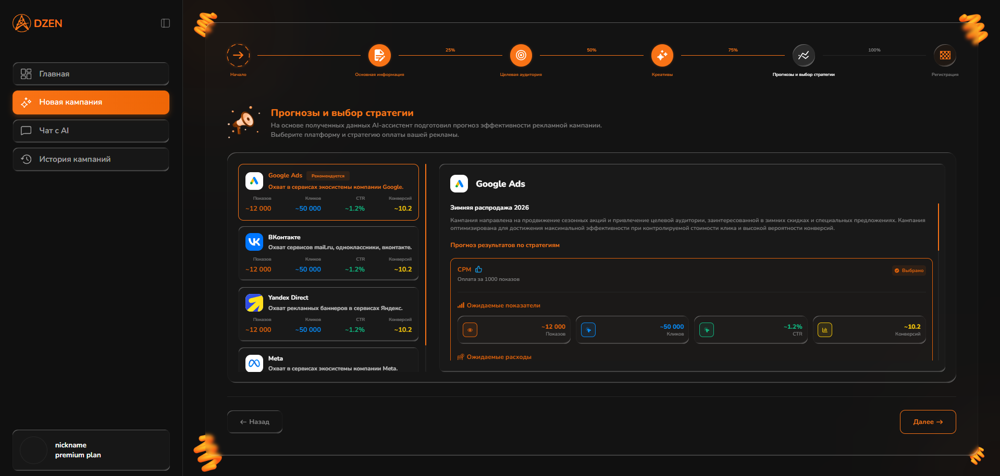 DZEN
Главная
Новая кампания
Чат с AI
История кампаний
nickname
premium plan
25%
50%
75%
100%
Начало
Основная информация
Целевая аудитория
Креативы
Прогнозы и выбор стратегии
Регистрация
Прогнозы и выбор стратегии
На основе полученных данных AI-ассистент подготовил прогноз эффективности рекламной кампании.
Выберите платформу и стратегию оплаты вашей рекламы.
Google Ads Рекомендуется
Охват в сервисах экосистемы компании Google.
Показов Кликов CTR Конверсий
~12 000 ~50 000 ~1.2% ~10.2
ВКонтакте
Охват сервисов mail.ru, одноклассники, вконтакте.
Показов Кликов CTR Конверсий
~12 000 ~50 000 ~1.2% ~10.2
Yandex Direct
Охват рекламных баннеров в сервисах Яндекс.
Показов Кликов CTR Конверсий
~12 000 ~50 000 ~1.2% ~10.2
Meta
Охват в сервисах экосистемы компании Meta.
Google Ads
Зимняя распродажа 2026
Кампания направлена на продвижение сезонных акций и привлечение целевой аудитории, заинтересованной в зимних скидках и специальных предложениях. Кампания
оптимизирована для достижения максимальной эффективности при контролируемой стоимости клика и высокой вероятности конверсий.
Прогноз результатов по стратегиям
CPM
Выбрано
Оплата за 1000 показов
Ожидаемые показатели
~12 000
Показов
~50 000
Кликов
~1.2%
CTR
~10.2
Конверсий
Ожидаемые расходы
← Назад
Далее →